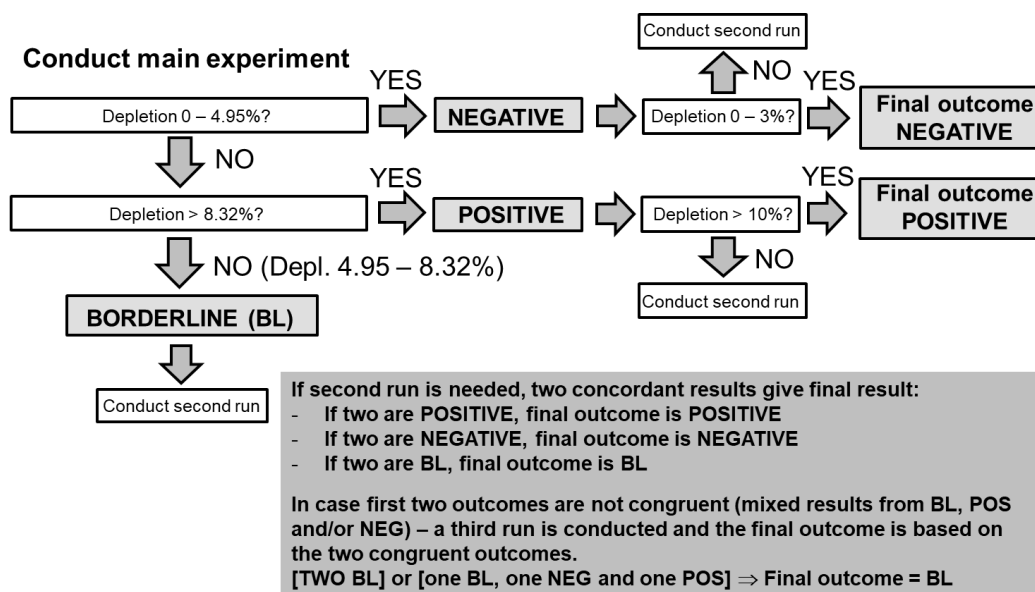 Conduct second run
Conduct main experiment
YES
NO
YES
Depletion 0 – 4.95%?
NEGATIVE
Depletion 0 – 3%?
Final outcome
NEGATIVE
NO
YES
YES
Depletion > 8.32%?
POSITIVE
Depletion > 10%?
Final outcome
POSITIVE
NO (Depl. 4.95 – 8.32%)
NO
BORDERLINE (BL)
Conduct second run
Conduct second run
If second run is needed, two concordant results give final result:
- If two are POSITIVE, final outcome is POSITIVE
- If two are NEGATIVE, final outcome is NEGATIVE
- If two are BL, final outcome is BL
In case first two outcomes are not congruent (mixed results from BL, POS
and/or NEG) – a third run is conducted and the final outcome is based on
the two congruent outcomes.
[TWO BL] or [one BL, one NEG and one POS] ⇒ Final outcome = BL